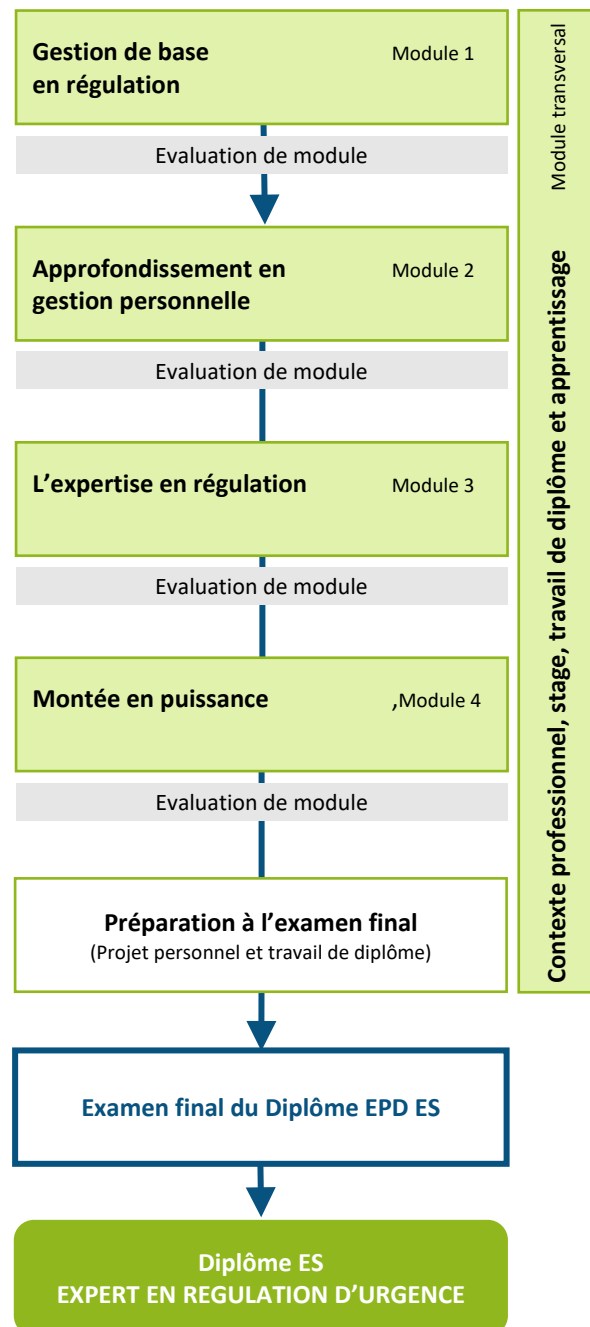 Gestion de base
Module 1
en régulation
Evaluation de module
Approfondissement en
Module 2
gestion personnelle
Evaluation de module
L’expertise en régulation
Module 3
Evaluation de module
Montée en puissance
,Module 4
Evaluation de module
Préparation à l’examen final
(Projet personnel et travail de diplôme)
Module transversal
Contexte professionnel, stage, travail de diplôme et apprentissage
Examen final du Diplôme EPD ES
Diplôme ES
EXPERT EN REGULATION D’URGENCE